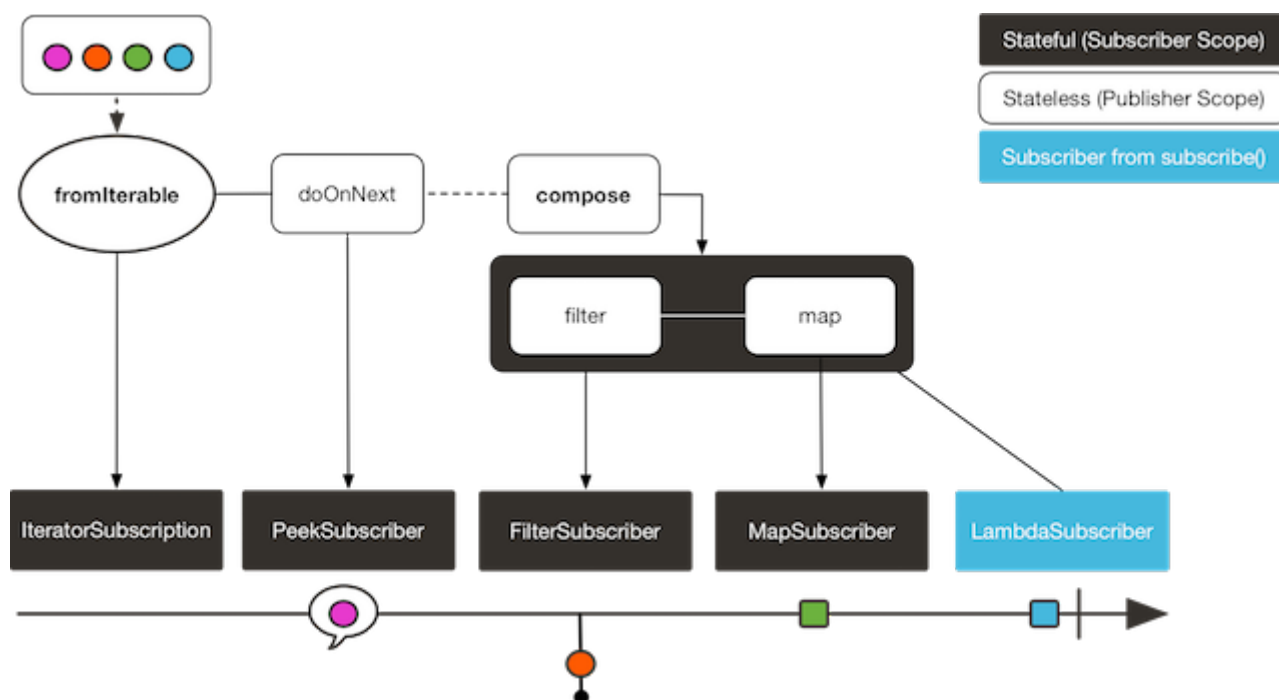 Stateful (Subscriber Scope)
Stateless (Publisher Scope)
Subscriber from subscribe()
fromIterable
doOnNext
compose
filter
map
IteratorSubscription
PeekSubscriber
FilterSubscriber
MapSubscriber
LambdaSubscriber